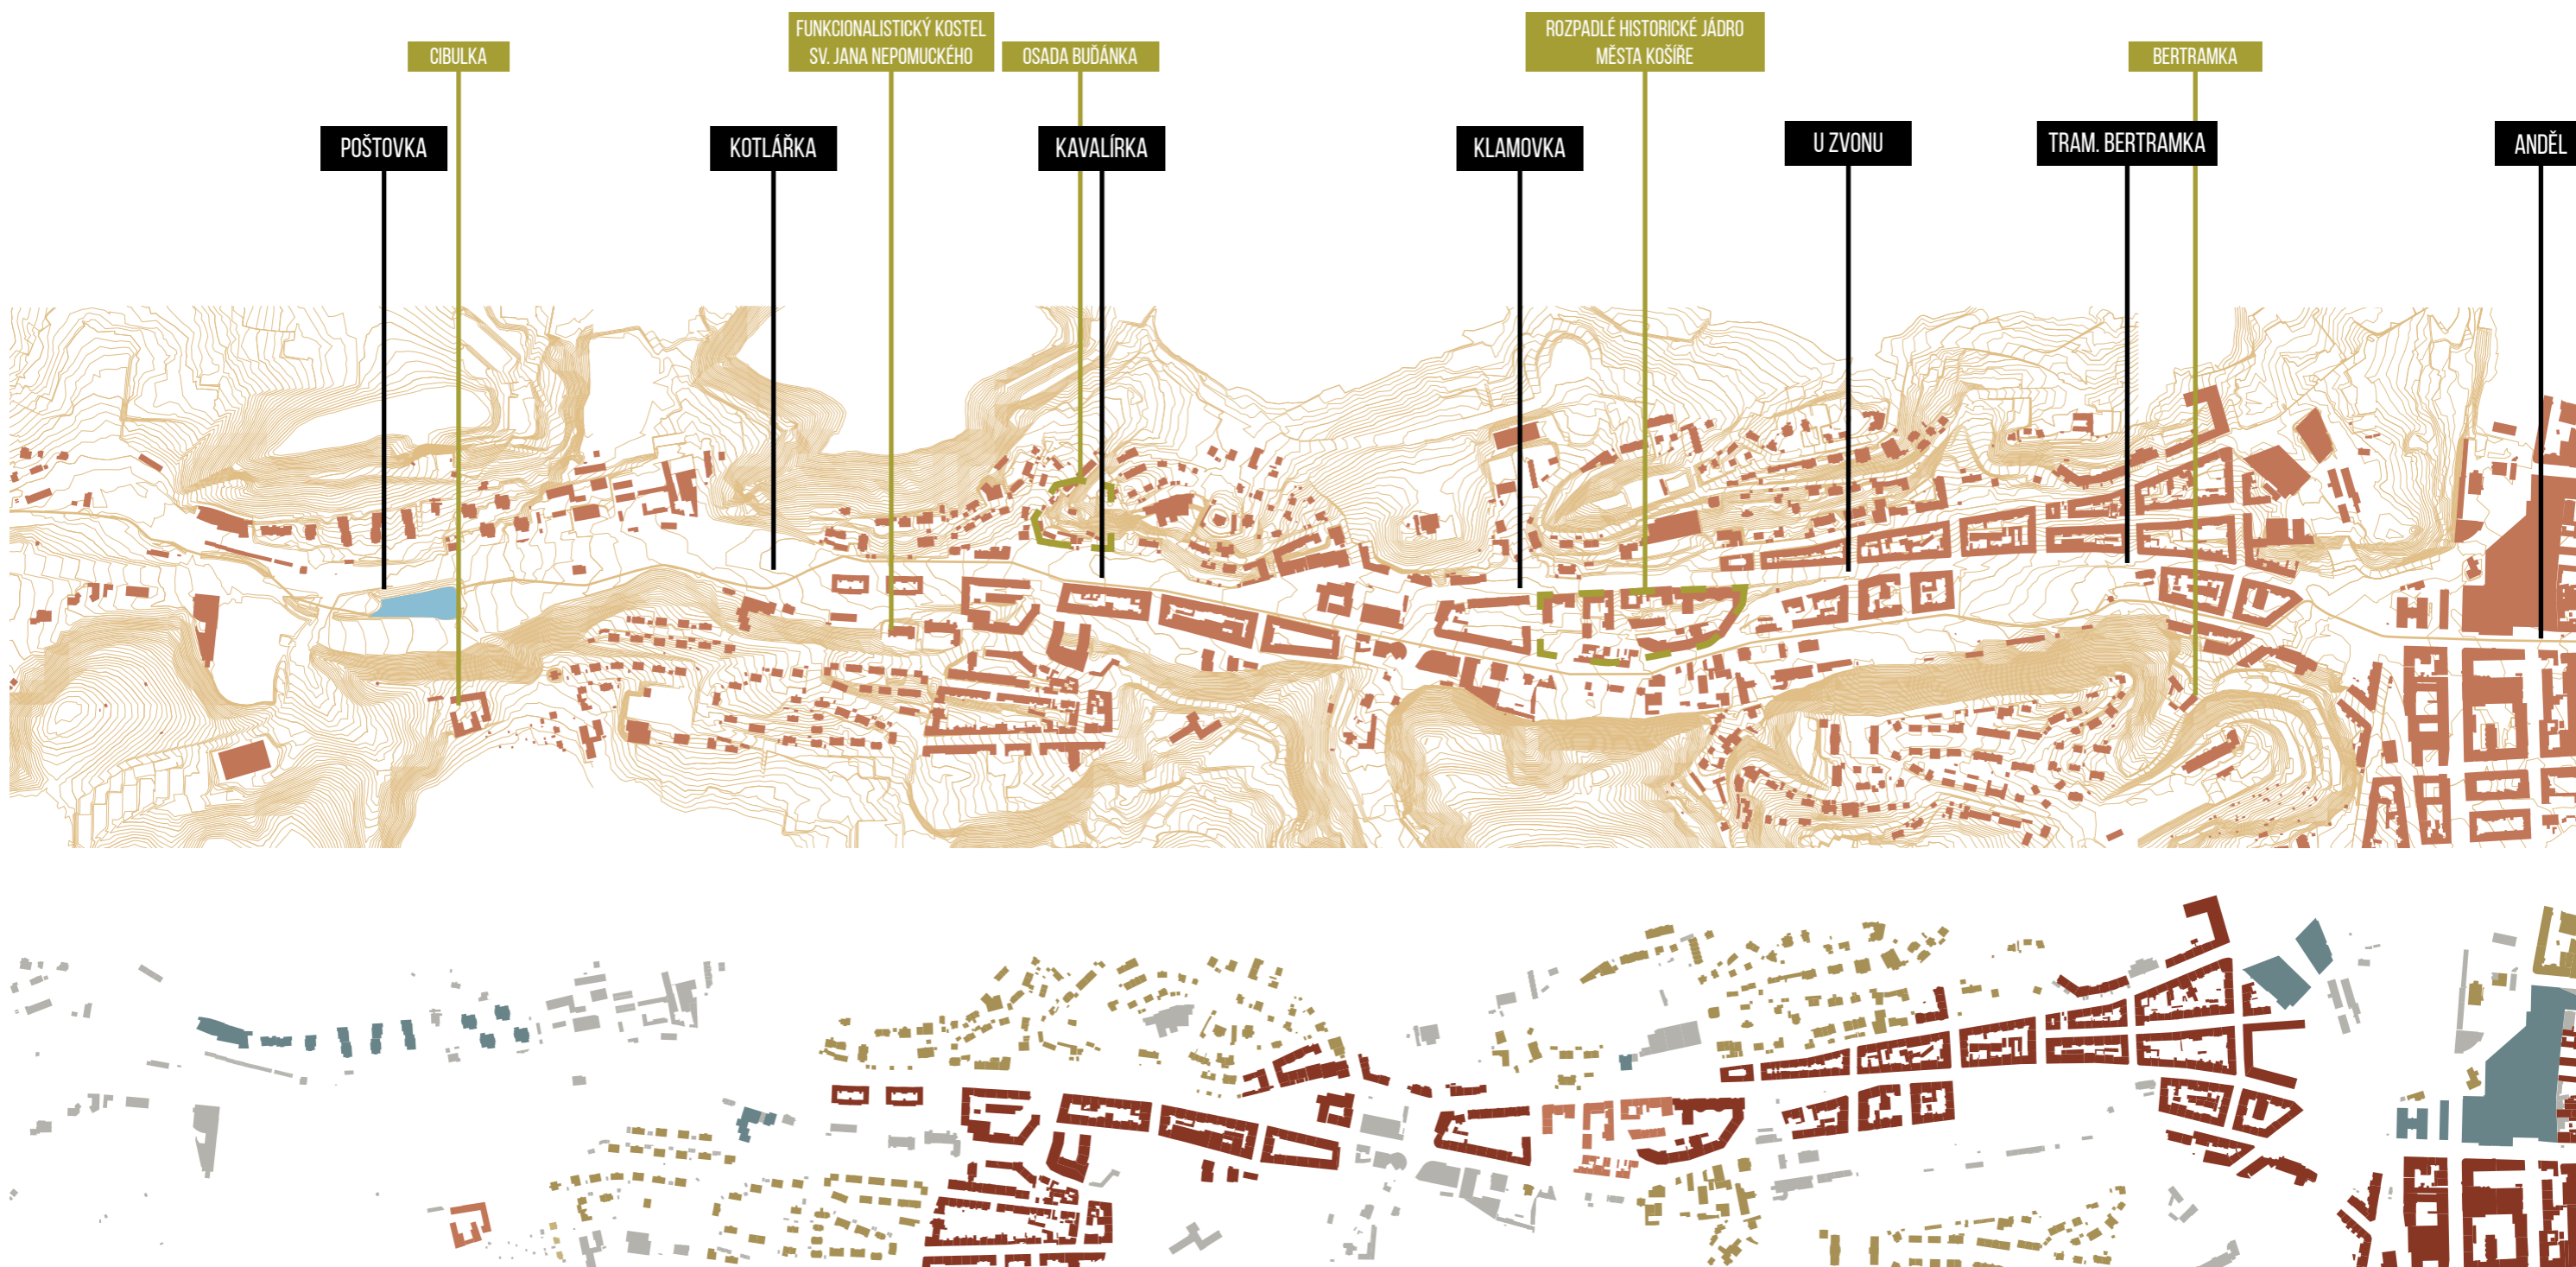 FUNKCIONALISTICKÝ KOSTEL
SV. JANA NEPOMUCKÉHO
ROZPADLÉ HISTORICKÉ JÁDRO
MĚSTA KOŠÍŘE
CIBULKA
OSADA BUĎÁNKA
BERTRAMKA
POŠTOVKA
KOTLÁŘKA
KAVALÍRKA
KLAMOVKA
U ZVONU
TRAM. BERTRAMKA
ANDĚL